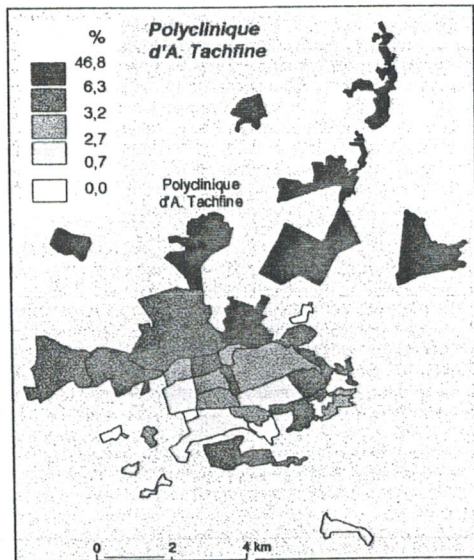 Polyclinique
d'A. Tachfine
%
46,8
6,3
3,2
2,7
0,7
0,0
Polyclinique
d'A. Tachfine
0 2 4 km